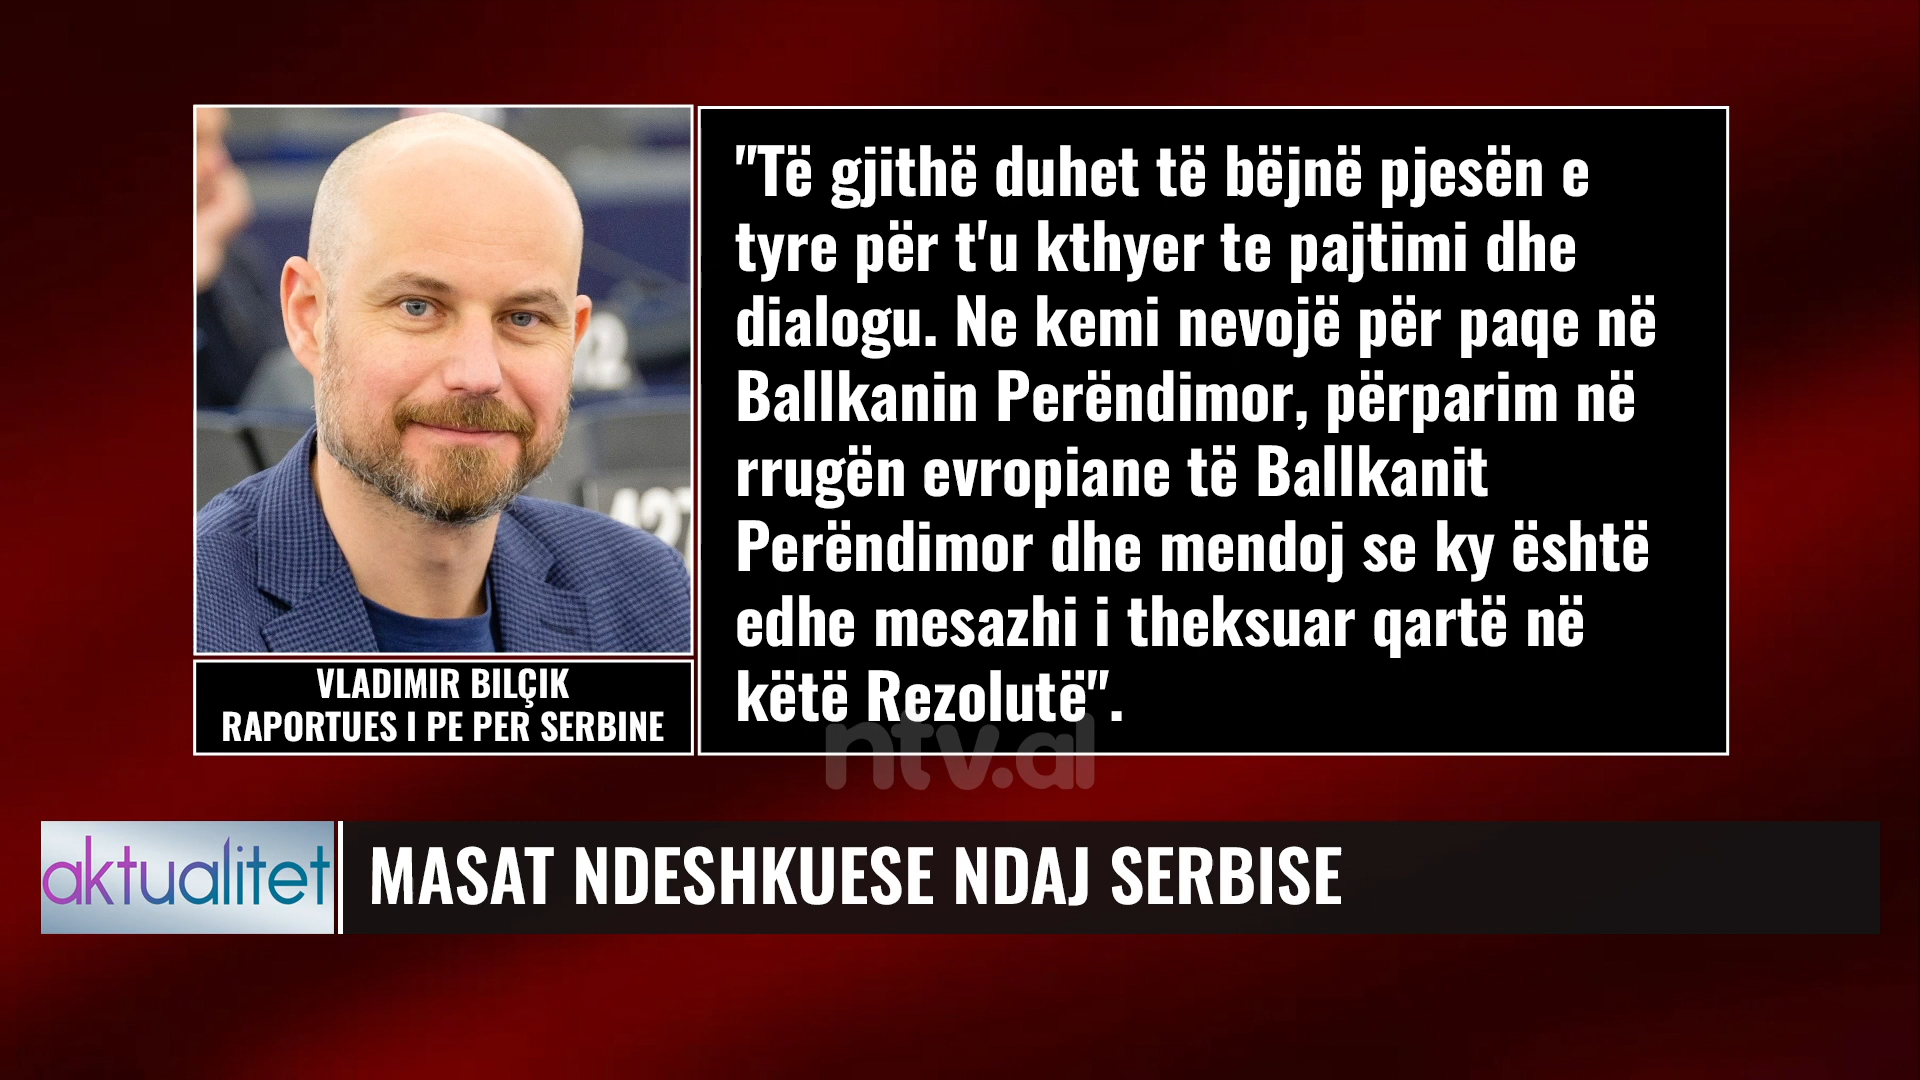 "Të gjithë duhet të bëjnë pjesën e
tyre për t'u kthyer te pajtimi dhe
dialogu. Ne kemi nevojë për paqe në
Ballkanin Perëndimor, përparim në
rrugën evropiane të Ballkanit
Perëndimor dhe mendoj se ky është
edhe mesazhi i theksuar qartë në
këtë Rezolutë".
VLADIMIR BILÇIK
RAPORTUES I PE PER SERBINE
ntv.al
aktualitet
MASAT NDESHKUESE NDAJ SERBISE